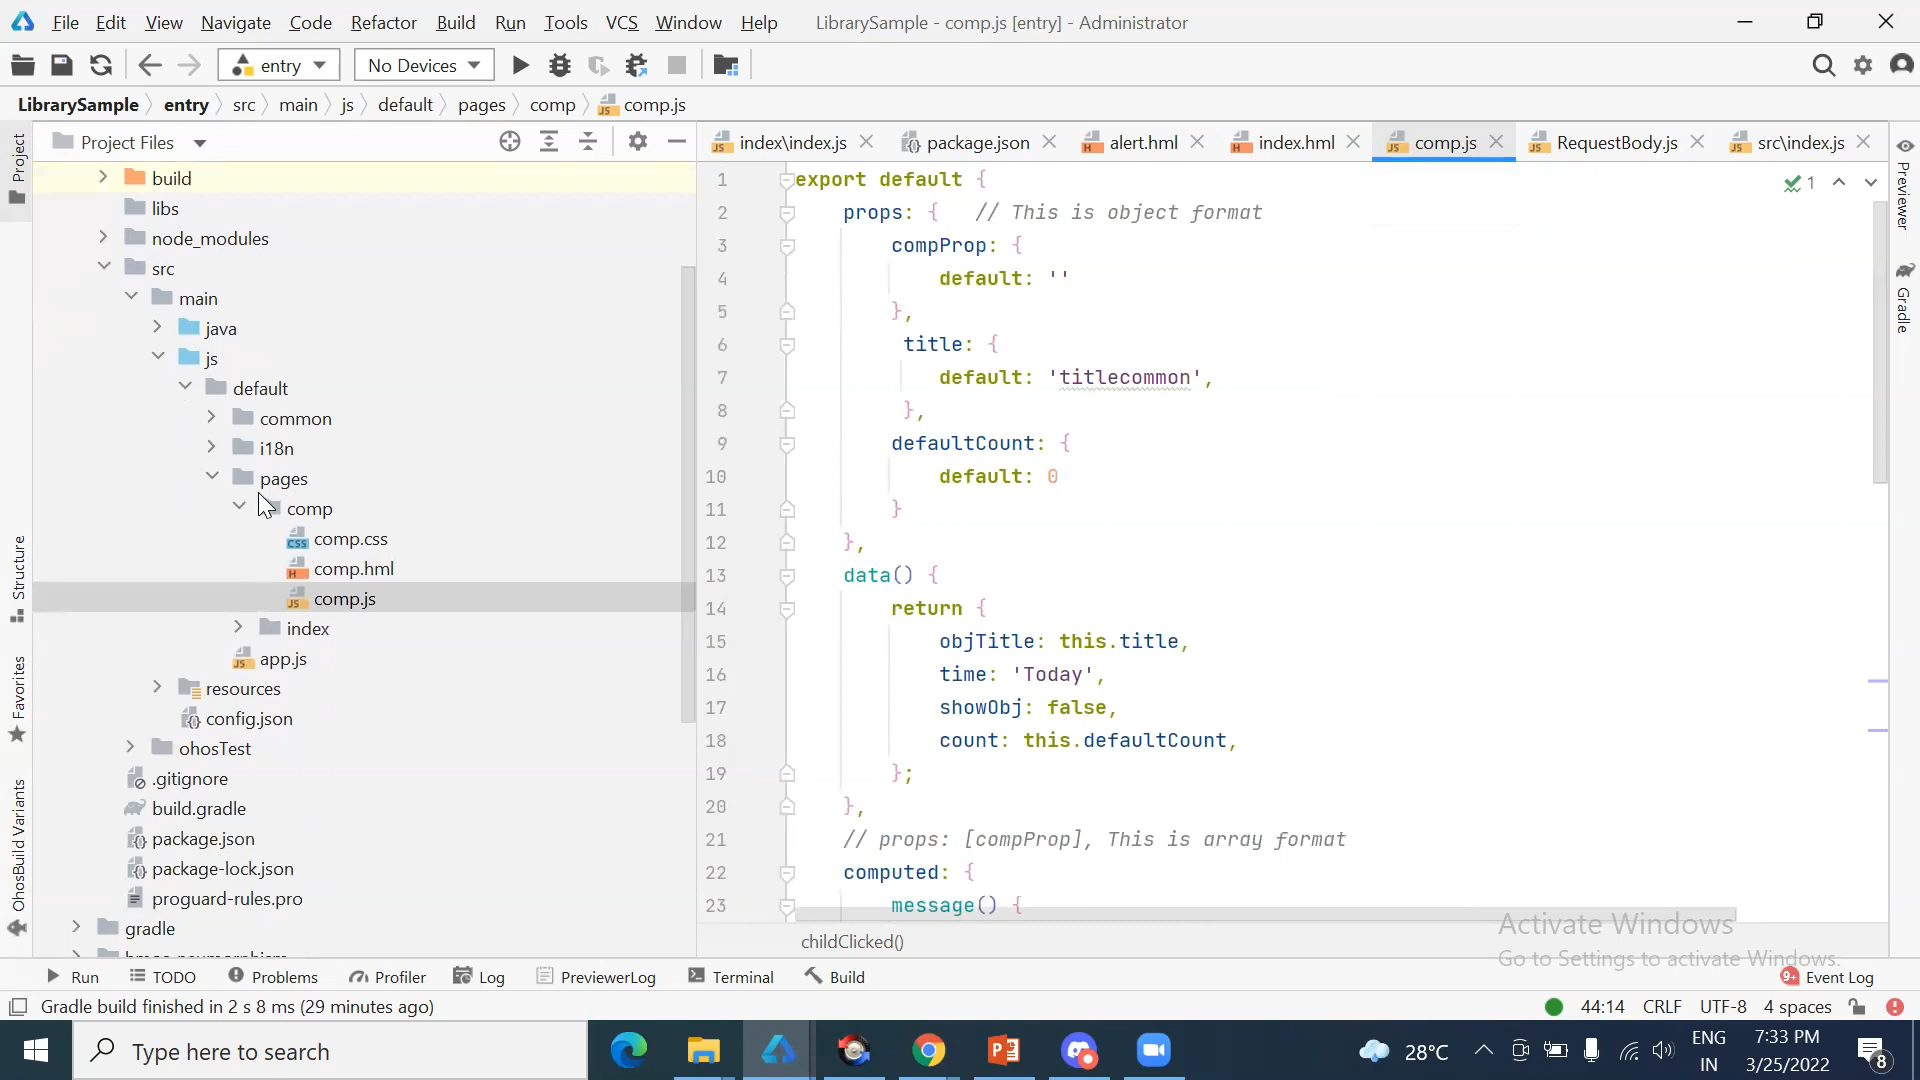 File Edit View Navigate Code Refactor Build Run Tools VCS Window Help LibrarySample - comp.js [entry] - Administrator
entry No Devices
LibrarySample entry src main js default pages comp comp.js
Project Files
index\index.js package.json alert.hml index.hml comp.js RequestBody.js src\index.js
Project
Structure
Favorites
OhosBuild Variants
build
libs
node_modules
src
main
java
js
default
common
i18n
pages
comp
comp.css
comp.hml
comp.js
index
app.js
resources
config.json
ohosTest
.gitignore
build.gradle
package.json
package-lock.json
proguard-rules.pro
gradle
1 export default {
2 props: { // This is object format
3 compProp: {
4 default: ''
5 },
6 title: {
7 default: 'titlecommon',
8 },
9 defaultCount: {
10 default: 0
11 }
12 },
13 data() {
14 return {
15 objTitle: this.title,
16 time: 'Today',
17 showObj: false,
18 count: this.defaultCount,
19 };
20 },
21 // props: [compProp], This is array format
22 computed: {
23 message() {
1
Previewer
Gradle
childClicked()
Activate Windows
Go to Settings to activate Windows.
Run TODO Problems Profiler Log PreviewerLog Terminal Build 9+ Event Log
Gradle build finished in 2 s 8 ms (29 minutes ago) 44:14 CRLF UTF-8 4 spaces
Type here to search
28°C
ENG
IN
7:33 PM
3/25/2022
8